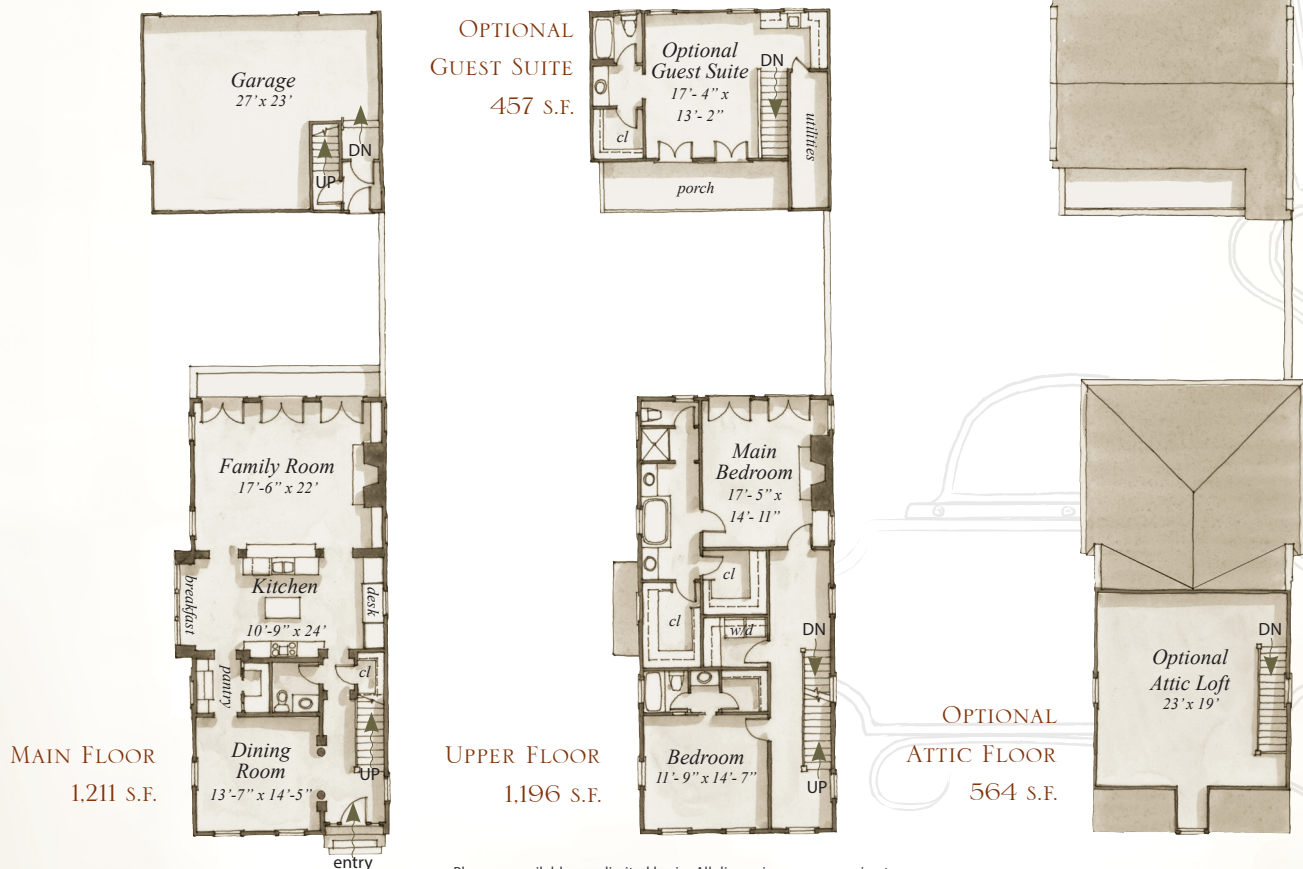 Garage
27’ x 23’
DN
UP
OPTIONAL
GUEST SUITE
457 S.F.
Optional
Guest Suite
17’- 4” x
13’- 2”
DN
cl
utilities
porch
Family Room
17’-6” x 22’
Kitchen
10’-9” x 24’
breakfast
desk
pantry
cl
Dining
Room
13’-7” x 14’-5”
UP
entry
MAIN FLOOR
1,211 S.F.
Main
Bedroom
17’- 5” x
14’- 11”
cl
cl
w/d
DN
Bedroom
11’- 9” x 14’- 7”
UP
UPPER FLOOR
1,196 S.F.
Optional
Attic Loft
23’ x 19’
DN
OPTIONAL
ATTIC FLOOR
564 S.F.